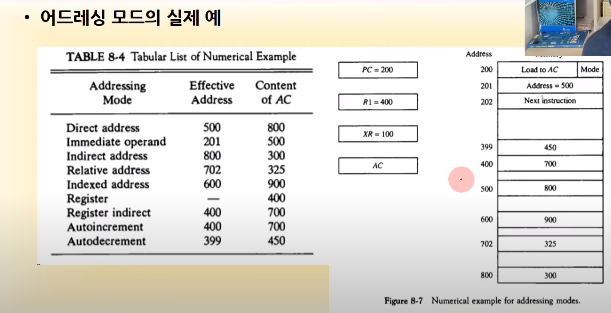 • 어드레싱 모드의 실제 예
TABLE 8-4 Tabular List of Numerical Example
Addressing Mode Effective Address Content of AC
Direct address 500 800
Immediate operand 201 500
Indirect address 800 300
Relative address 702 325
Indexed address 600 900
Register — 400
Register indirect 400 700
Autoincrement 400 700
Autodecrement 399 450
PC = 200
R1 = 400
XR = 100
AC
Address
200 Load to AC Mode
201 Address = 500
202 Next instruction
399 450
400 700
500 800
600 900
702 325
800 300
Figure 8-7 Numerical example for addressing modes.